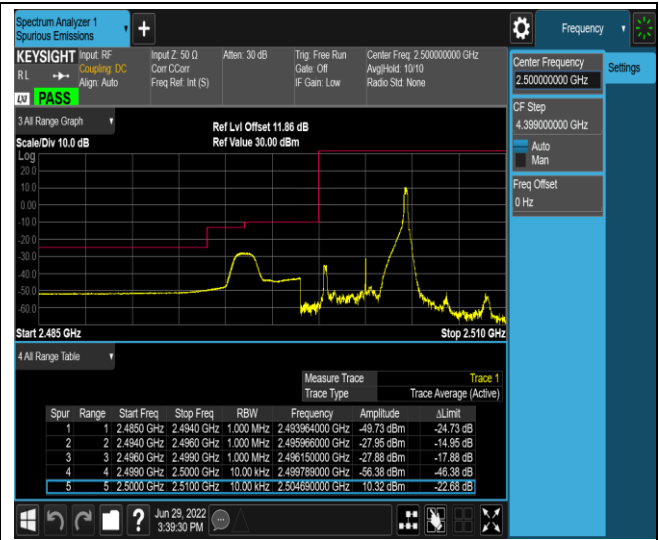 Spectrum Analyzer 1
Spurious Emissions
Frequency
KEYSIGHT
RL
Input: RF
Coupling: DC
Align: Auto
Input Z: 50 Ω
Corr CCorr
Freq Ref: Int (S)
Atten: 30 dB
Trig: Free Run
Gate: Off
IF Gain: Low
Center Freq: 2.500000000 GHz
Avg|Hold: 10/10
Radio Std: None
PASS
Center Frequency
2.500000000 GHz
Settings
CF Step
4.399000000 GHz
Auto
Man
Freq Offset
0 Hz
3 All Range Graph
Scale/Div 10.0 dB
Ref Lvl Offset 11.86 dB
Ref Value 30.00 dBm
Log
20.0
10.0
0.00
-10.0
-20.0
-30.0
-40.0
-50.0
-60.0
Start 2.485 GHz
Stop 2.510 GHz
4 All Range Table
Measure Trace Trace 1
Trace Type Trace Average (Active)
Spur Range Start Freq Stop Freq RBW Frequency Amplitude ΔLimit
1 1 2.4850 GHz 2.4940 GHz 1.000 MHz 2.493964000 GHz -49.73 dBm -24.73 dB
2 2 2.4940 GHz 2.4960 GHz 1.000 MHz 2.495966000 GHz -27.95 dBm -14.95 dB
3 3 2.4960 GHz 2.4990 GHz 1.000 MHz 2.496150000 GHz -27.88 dBm -17.88 dB
4 4 2.4990 GHz 2.5000 GHz 10.00 kHz 2.499789000 GHz -56.38 dBm -46.38 dB
5 5 2.5000 GHz 2.5100 GHz 10.00 kHz 2.504690000 GHz 10.32 dBm -22.68 dB
Jun 29, 2022
3:39:30 PM